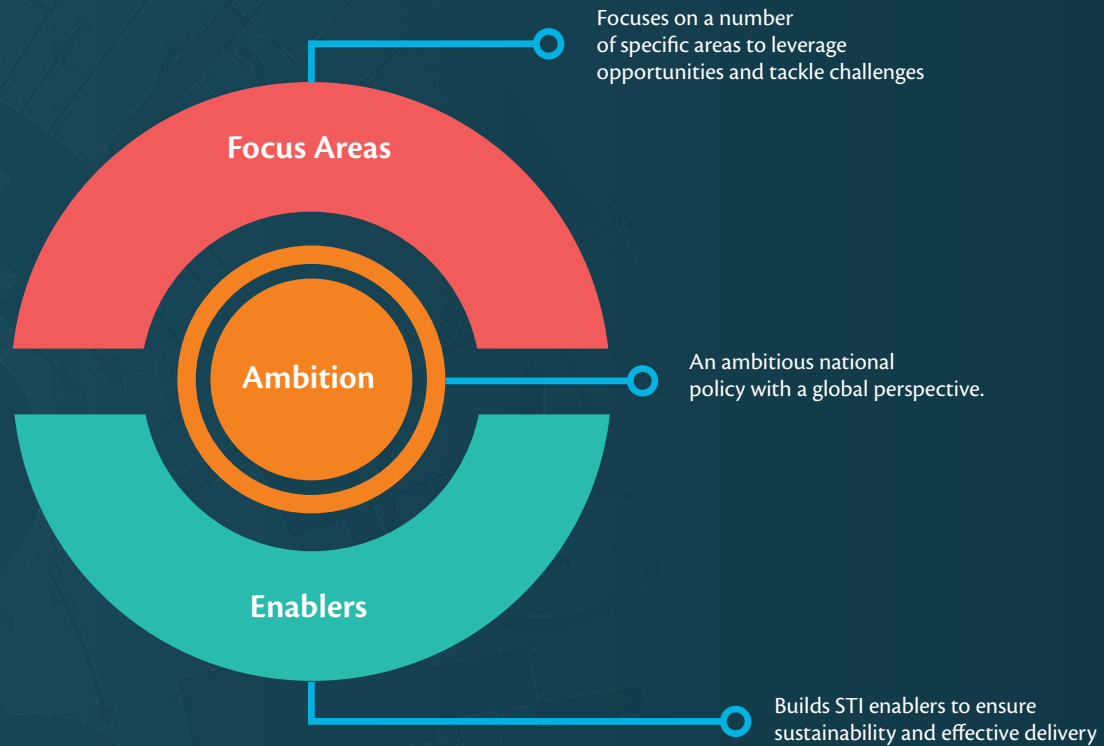 Focuses on a number
of specific areas to leverage
opportunities and tackle challenges
Focus Areas
Ambition
An ambitious national
policy with a global perspective.
Enablers
Builds STI enablers to ensure
sustainability and effective delivery